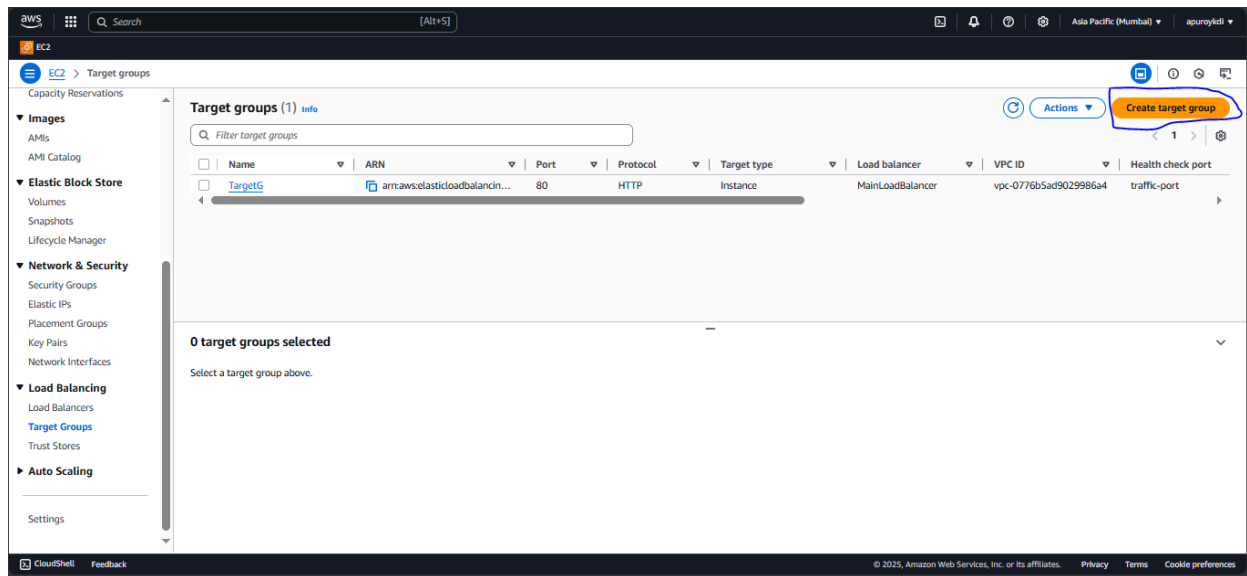 aws Search [Alt+S] Asia Pacific (Mumbai) ▼ apuroykdi ▼
EC2
EC2 > Target groups
Capacity Reservations
▼ Images
AMIs
AMI Catalog
▼ Elastic Block Store
Volumes
Snapshots
Lifecycle Manager
▼ Network & Security
Security Groups
Elastic IPs
Placement Groups
Key Pairs
Network Interfaces
▼ Load Balancing
Load Balancers
Target Groups
Trust Stores
▶ Auto Scaling
Settings
Target groups (1) Info Actions ▼ Create target group
Filter target groups < 1 >
Name ARN Port Protocol Target type Load balancer VPC ID Health check port
TargetG arn:aws:elasticloadbalancin... 80 HTTP Instance MainLoadBalancer vpc-0776b5ad9029986a4 traffic-port
0 target groups selected
Select a target group above.
CloudShell Feedback © 2025, Amazon Web Services, Inc. or its affiliates. Privacy Terms Cookie preferences